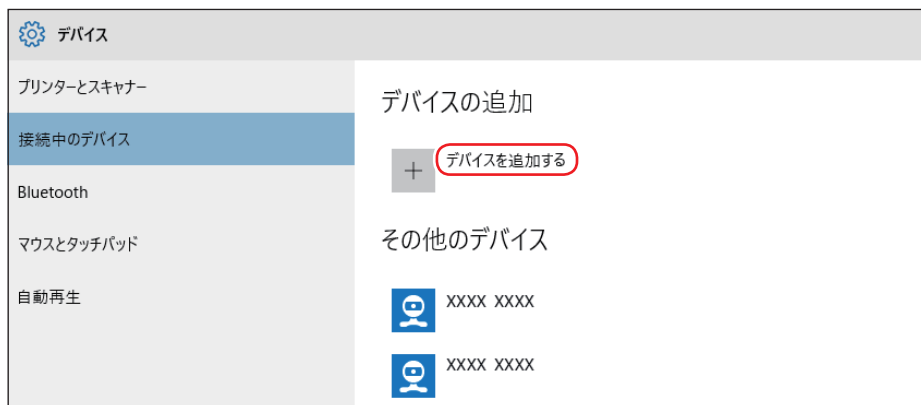 デバイス
プリンターとスキャナー
接続中のデバイス
Bluetooth
マウスとタッチパッド
自動再生
デバイスの追加
デバイスを追加する
その他のデバイス
XXXX XXXX
XXXX XXXX